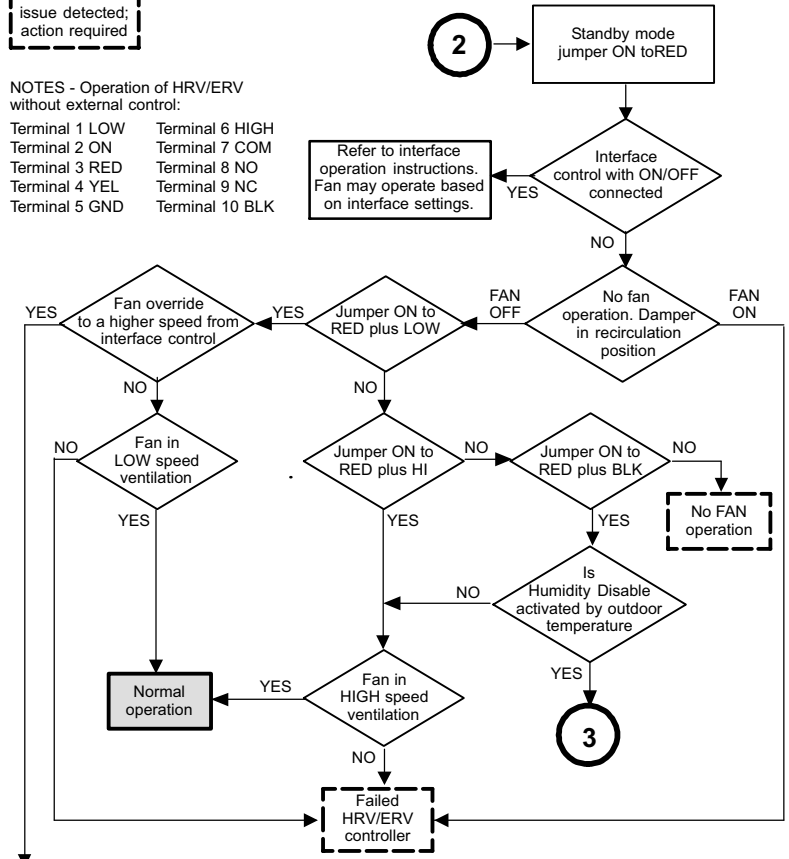 issue detected;
action required
2
Standby mode
jumper ON toRED
NOTES - Operation of HRV/ERV
without external control:
Terminal 1 LOW Terminal 6 HIGH
Terminal 2 ON Terminal 7 COM
Terminal 3 RED Terminal 8 NO
Terminal 4 YEL Terminal 9 NC
Terminal 5 GND Terminal 10 BLK
Refer to interface
operation instructions.
Fan may operate based
on interface settings.
YES
Interface
control with ON/OFF
connected
NO
YES
Fan override
to a higher speed from
interface control
YES
Jumper ON to
RED plus LOW
FAN
OFF
No fan
operation. Damper
in recirculation
position
FAN
ON
NO
NO
NO
Fan in
LOW speed
ventilation
YES
Jumper ON to
RED plus HI
NO
YES
Jumper ON to
RED plus BLK
NO
No FAN
operation
YES
Is
Humidity Disable
activated by outdoor
temperature
NO
YES
3
Normal
operation
YES
Fan in
HIGH speed
ventilation
NO
Failed
HRV/ERV
controller